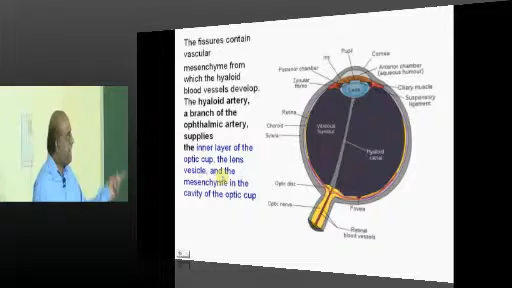 The fissures contain
vascular
mesenchyme from
which the hyaloid
blood vessels develop.
The hyaloid artery,
a branch of the
ophthalmic artery,
supplies
the inner layer of the
optic cup, the lens
vesicle, and the
mesenchyme in the
cavity of the optic cup
Pupil
Iris
Cornea
Posterior chamber
Anterior chamber
(aqueous humour)
Zonular
fibres
Lens
Ciliary muscle
Suspensory
ligament
Retina
Choroid
Sclera
Vitreous
humour
Hyaloid
canal
Optic disc
Optic nerve
Fovea
Retinal
blood vessels